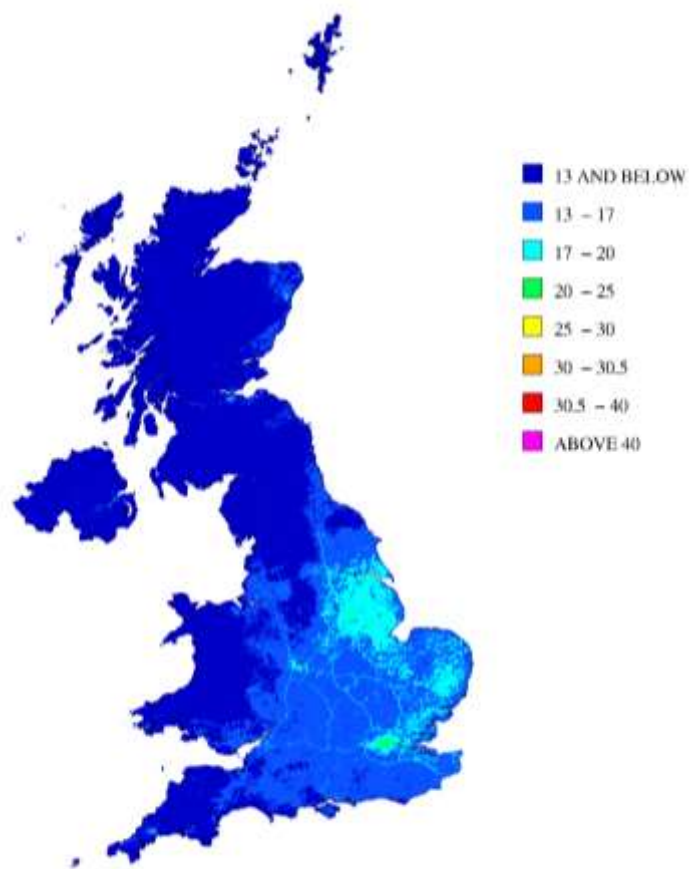 13 AND BELOW
13 – 17
17 – 20
20 – 25
25 – 30
30 – 30.5
30.5 – 40
ABOVE 40